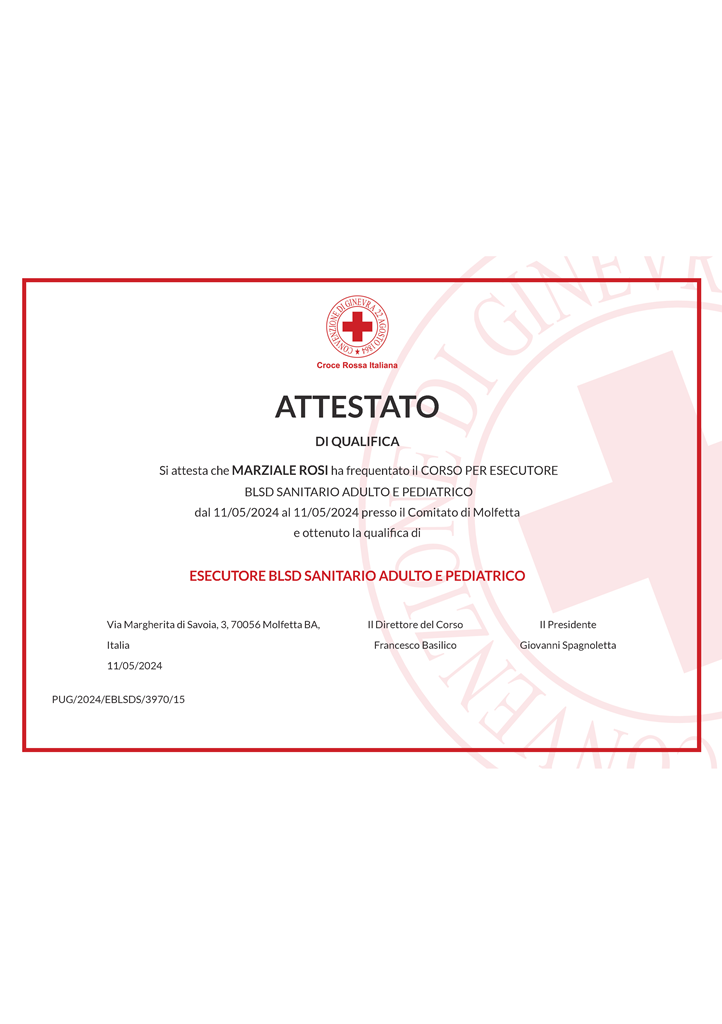 CONVENZIONE DI GINEVRA 22 AGOSTO 1864
Croce Rossa Italiana
ATTESTATO
DI QUALIFICA
Si attesta che MARZIALE ROSI ha frequentato il CORSO PER ESECUTORE
BLSD SANITARIO ADULTO E PEDIATRICO
dal 11/05/2024 al 11/05/2024 presso il Comitato di Molfetta
e ottenuto la qualifica di
ESECUTORE BLSD SANITARIO ADULTO E PEDIATRICO
Via Margherita di Savoia, 3, 70056 Molfetta BA,
Italia
11/05/2024
Il Direttore del Corso
Francesco Basilico
Il Presidente
Giovanni Spagnoletta
PUG/2024/EBLSDS/3970/15
CONVENZIONE DI GINEVR